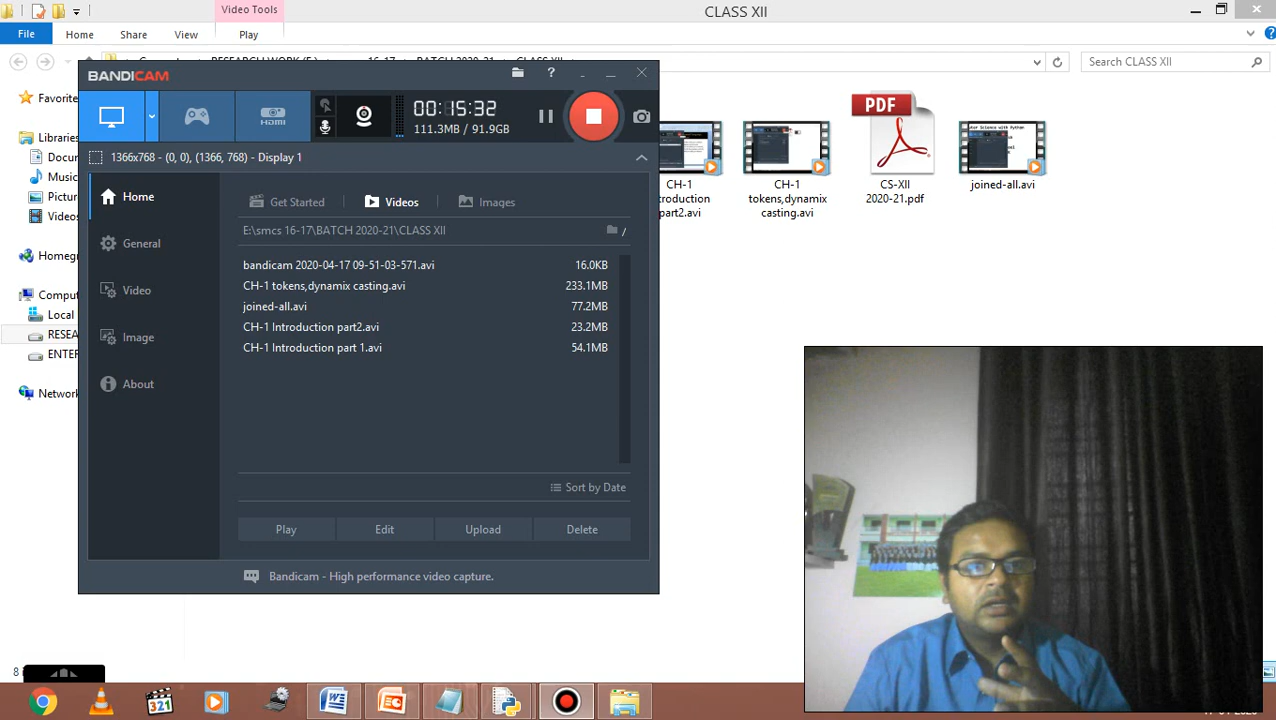 Video Tools
CLASS XII
File
Home
Share
View
Play
Search CLASS XII
BANDICAM
00:15:32
111.3MB / 91.9GB
HDMI
1366x768 - (0, 0), (1366, 768) - Display 1
Home
General
Video
Image
About
Get Started
Videos
Images
E:\smcs 16-17\BATCH 2020-21\CLASS XII
/
bandicam 2020-04-17 09-51-03-571.avi 16.0KB
CH-1 tokens,dynamix casting.avi 233.1MB
joined-all.avi 77.2MB
CH-1 Introduction part2.avi 23.2MB
CH-1 Introduction part 1.avi 54.1MB
Sort by Date
Play
Edit
Upload
Delete
Bandicam - High performance video capture.
Favorite
Libraries
Docu
Music
Picture
Videos
Homegr
Comput
Local
RESEA
ENTER
Network
CH-1
roduction
part2.avi
CH-1
tokens,dynamix
casting.avi
PDF
CS-XII
2020-21.pdf
joined-all.avi
8
321